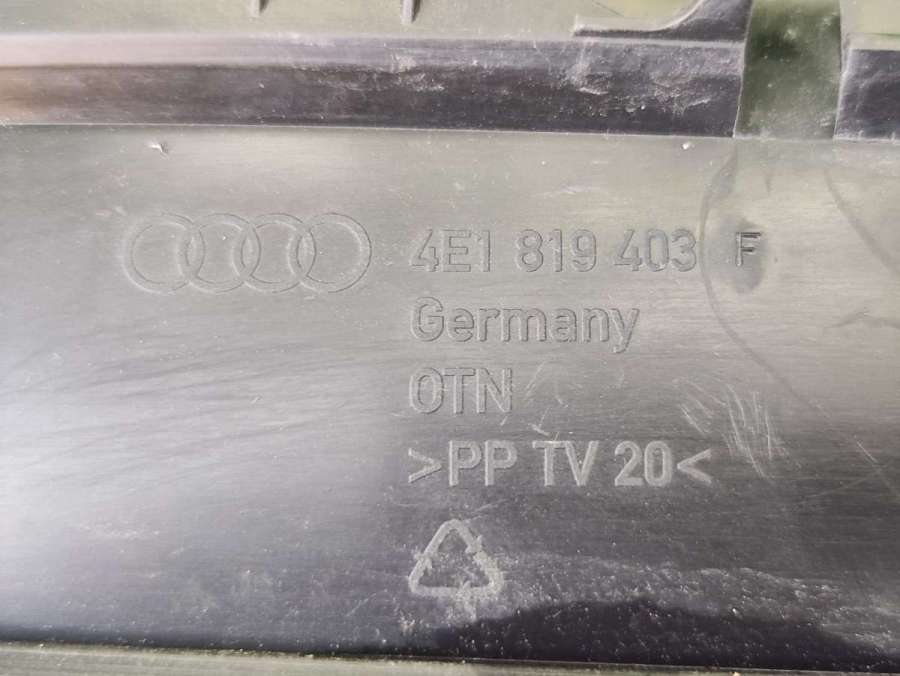 4E1 819 403 F
Germany
OTN
>PP TV 20<